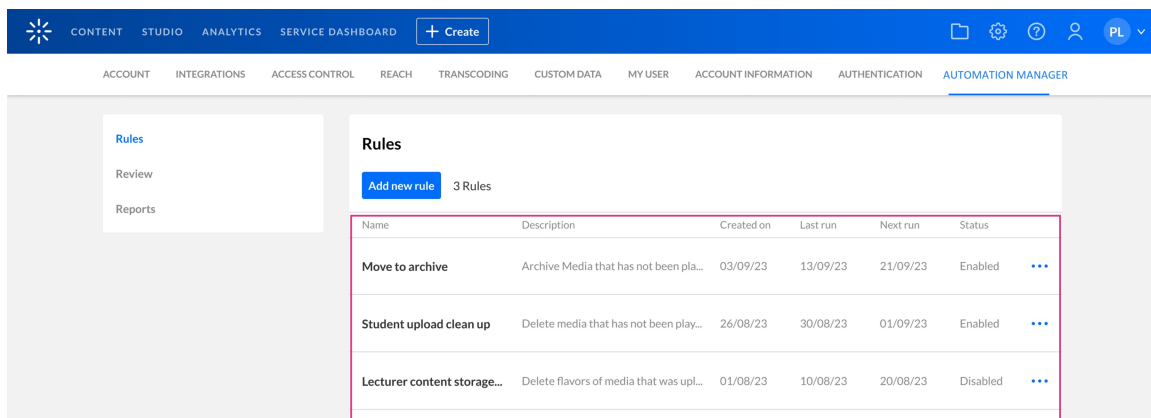 CONTENT STUDIO ANALYTICS SERVICE DASHBOARD + Create PL
ACCOUNT INTEGRATIONS ACCESS CONTROL REACH TRANSCODING CUSTOM DATA MY USER ACCOUNT INFORMATION AUTHENTICATION AUTOMATION MANAGER
Rules
Review
Reports
Rules
Add new rule 3 Rules
Name Description Created on Last run Next run Status
Move to archive Archive Media that has not been pla... 03/09/23 13/09/23 21/09/23 Enabled
Student upload clean up Delete media that has not been play... 26/08/23 30/08/23 01/09/23 Enabled
Lecturer content storage... Delete flavors of media that was upl... 01/08/23 10/08/23 20/08/23 Disabled